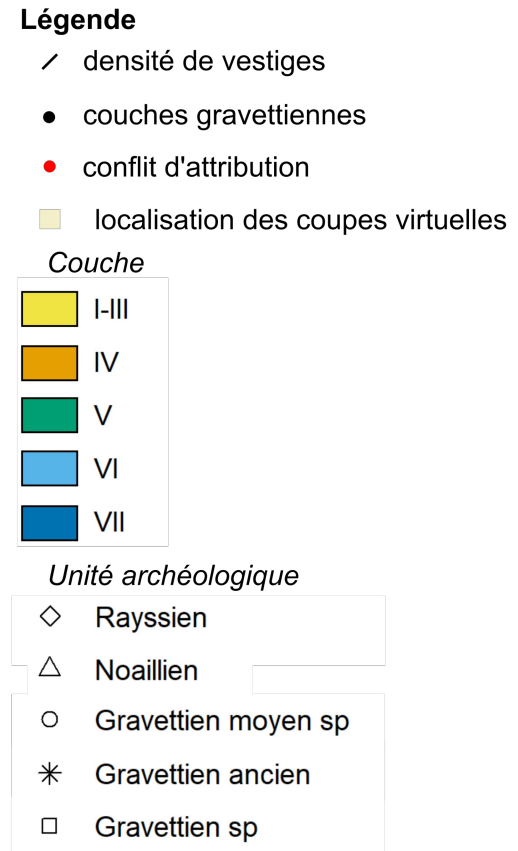 Légende
densité de vestiges
couches gravettiennes
conflit d'attribution
localisation des coupes virtuelles
Couche
I-III
IV
V
VI
VII
Unité archéologique
Rayssien
Noaillien
Gravettien moyen sp
Gravettien ancien
Gravettien sp